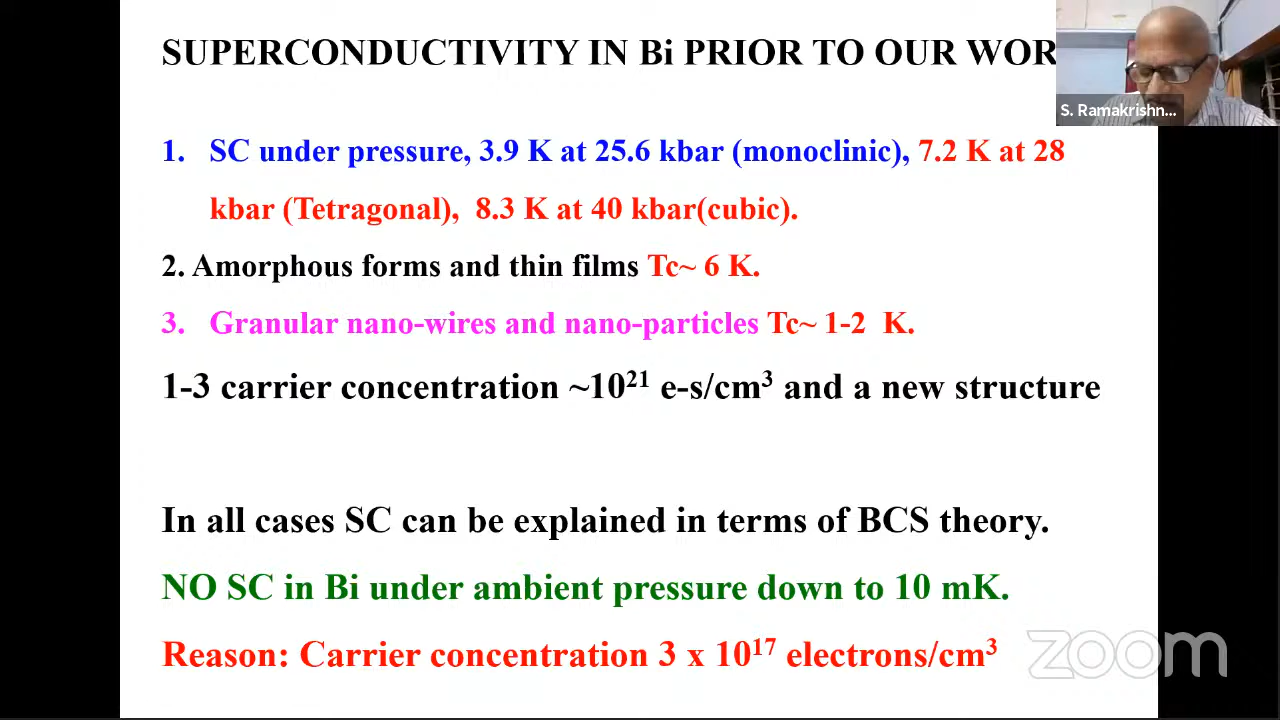 SUPERCONDUCTIVITY IN Bi PRIOR TO OUR WOR
S. Ramakrishn...
1. SC under pressure, 3.9 K at 25.6 kbar (monoclinic), 7.2 K at 28
kbar (Tetragonal), 8.3 K at 40 kbar(cubic).
2. Amorphous forms and thin films Tc~ 6 K.
3. Granular nano-wires and nano-particles Tc~ 1-2 K.
1-3 carrier concentration ~10²¹ e-s/cm³ and a new structure
In all cases SC can be explained in terms of BCS theory.
NO SC in Bi under ambient pressure down to 10 mK.
Reason: Carrier concentration 3 x 10¹⁷ electrons/cm³
zoom